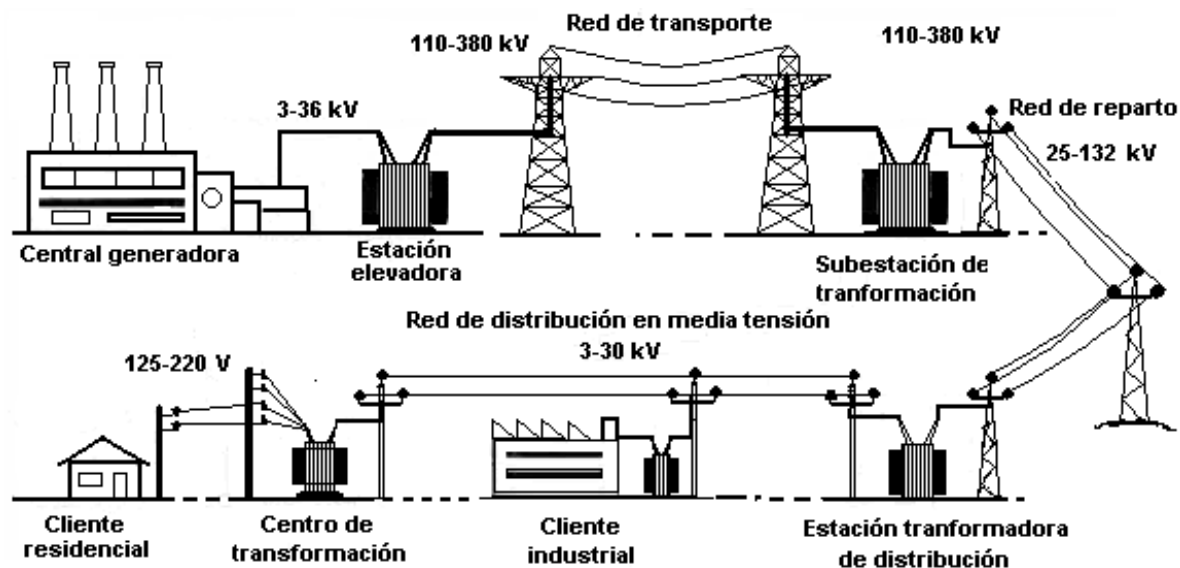 Red de transporte
110-380 kV
110-380 kV
3-36 kV
Red de reparto
25-132 kV
Central generadora
Estación
elevadora
Subestación de
tranformación
Red de distribución en media tensión
3-30 kV
125-220 V
Cliente
residencial
Centro de
transformación
Cliente
industrial
Estación tranformadora
de distribución